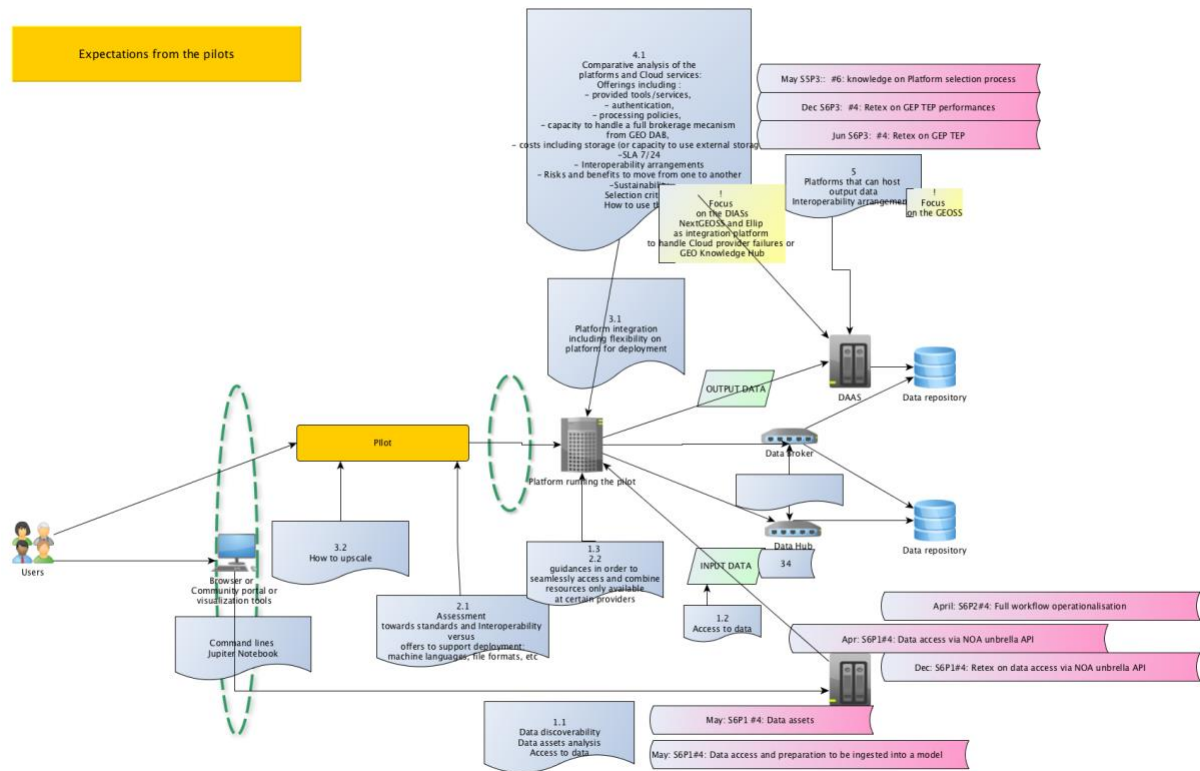 Expectations from the pilots
4.1
Comparative analysis of the
platforms and Cloud services:
Offerings including :
- provided tools/services,
- authentication,
- processing policies,
- capacity to handle a full brokerage mecanism
from GEO DAB,
- costs including storage (or capacity to use external storag
-SLA 7/24
- Interoperability arrangements
- Risks and benefits to move from one to another
-Sustainability
Selection crit
How to use th
!
Focus
on the DIASs
NextGEOSS and Ellip
as integration platform
to handle Cloud provider failures or
GEO Knowledge Hub
May S5P3:: #6: knowledge on Platform selection process
Dec S6P3: #4: Retex on GEP TEP performances
Jun S6P3: #4: Retex on GEP TEP
5
Platforms that can host
output data
Interoperability arrangemen
!
Focus
on the GEOSS
3.1
Platform integration
including flexibility on
platform for deployment
OUTPUT DATA
DAAS
Data repository
Pilot
Platform running the pilot
Data Broker
Data Hub
Data repository
34
Users
Browser or
Community portal or
visualization tools
Command lines
Jupiter Notebook
3.2
How to upscale
2.1
Assessment
towards standards and Interoperability
versus
offers to support deployment:
machine languages, file formats, etc
1.3
2.2
guidances in order to
seamlessly access and combine
resources only available
at certain providers
INPUT DATA
1.2
Access to data
April: S6P2#4: Full workflow operationalisation
Apr: S6P1#4: Data access via NOA unbrella API
Dec: S6P1#4: Retex on data access via NOA unbrella API
1.1
Data discoverability
Data assets analysis
Access to data
May: S6P1 #4: Data assets
May: S6P1#4: Data access and preparation to be ingested into a model